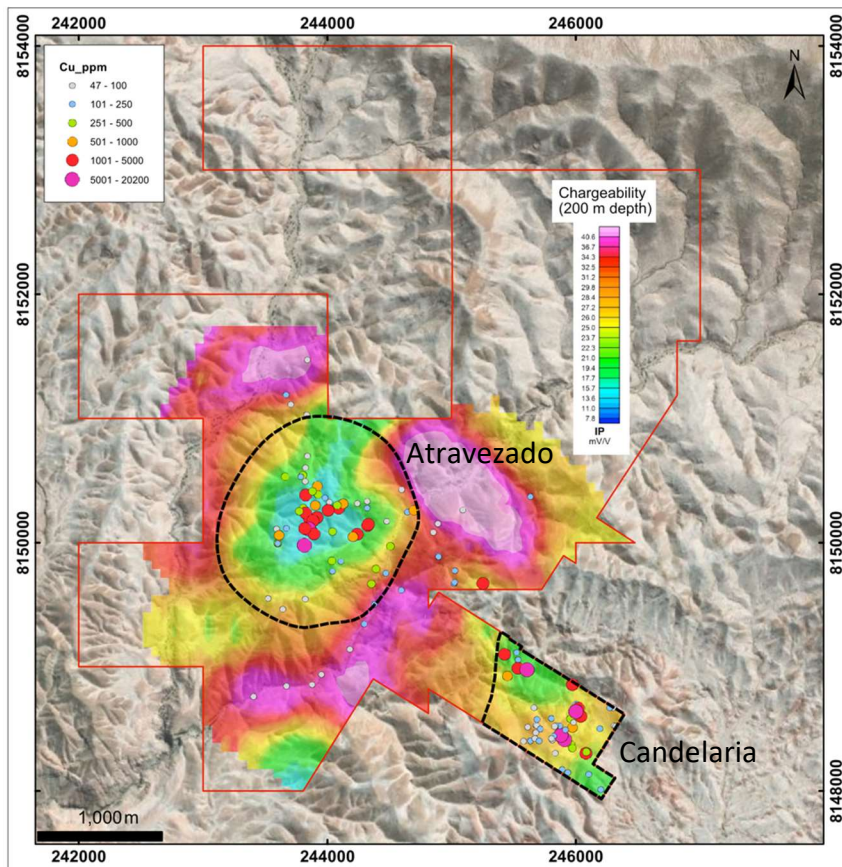 242000 244000 246000
8154000
8154000
N
Cu_ppm
47 - 100
101 - 250
251 - 500
501 - 1000
1001 - 5000
5001 - 20200
Chargeability
(200 m depth)
40.6
36.7
34.3
32.5
31.2
29.8
28.4
27.2
26.0
25.0
23.7
22.3
21.0
19.4
17.7
15.7
13.6
11.0
7.8
IP
mV/V
8152000
8152000
Atravezado
8150000
8150000
Candelaria
8148000
8148000
1,000m
242000 244000 246000